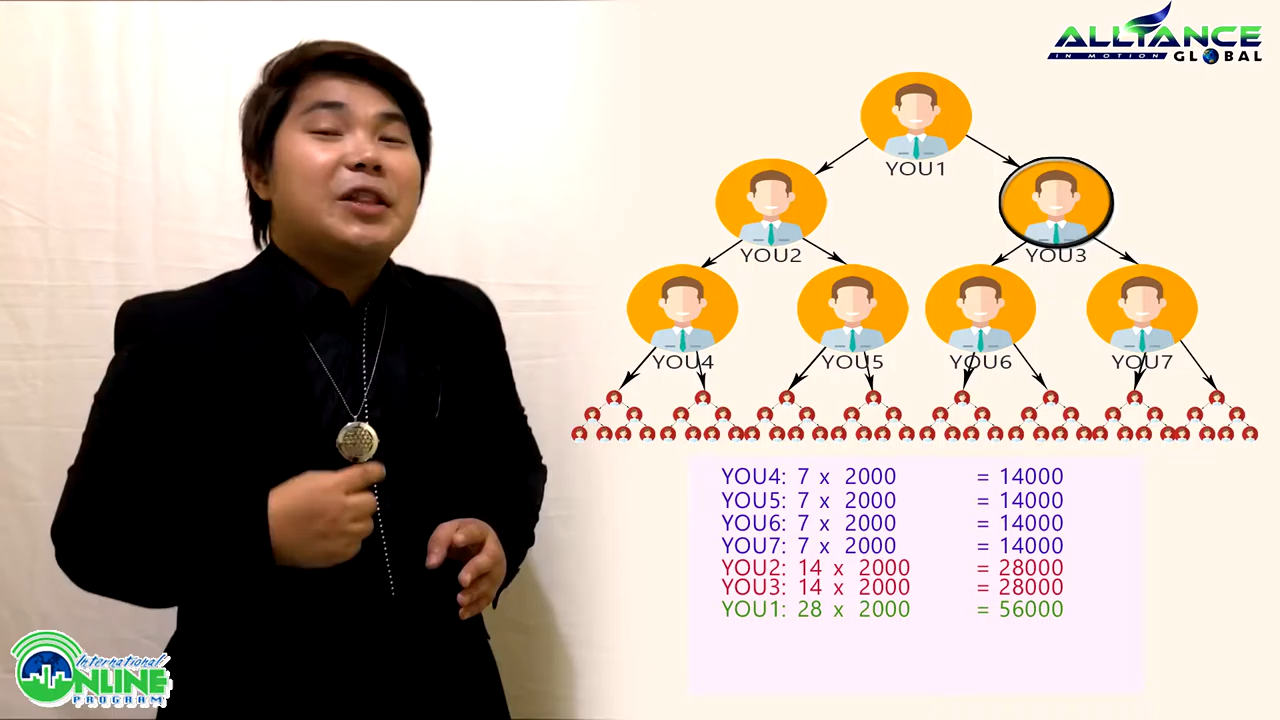 ALLIANCE
IN MOTION GLOBAL
YOU1
YOU2
YOU3
YOU4
YOU5
YOU6
YOU7
YOU4: 7 x 2000 = 14000
YOU5: 7 x 2000 = 14000
YOU6: 7 x 2000 = 14000
YOU7: 7 x 2000 = 14000
YOU2: 14 x 2000 = 28000
YOU3: 14 x 2000 = 28000
YOU1: 28 x 2000 = 56000
International
ONLINE
PROGRAM